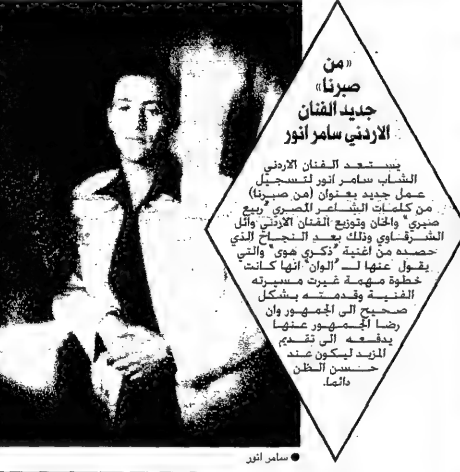 «من
صبرنا»
جديد الفنان
الاردني سامر انور
يستعد الفنان الاردني
الشاب سامر انور لتسجيل
عمل جديد بعنوان (من صبرنا)
من كلمات الشاعر المصري "ربيع
صبري" والحان وتوزيع الفنان الاردني وائل
الشرقاوي وذلك بعد النجاح الذي
حصده من اغنية "ذكرى هوى" والتي
يقول عنها لـ "الوان" انها كانت
خطوة مهمة غيرت مسيرته
الفنية وقدمته بشكل
صحيح الى الجمهور وان
رضا الجمهور عنها
يدفعه الى تقديم
المزيد ليكون عند
حسن الظن
دائما.
● سامر انور